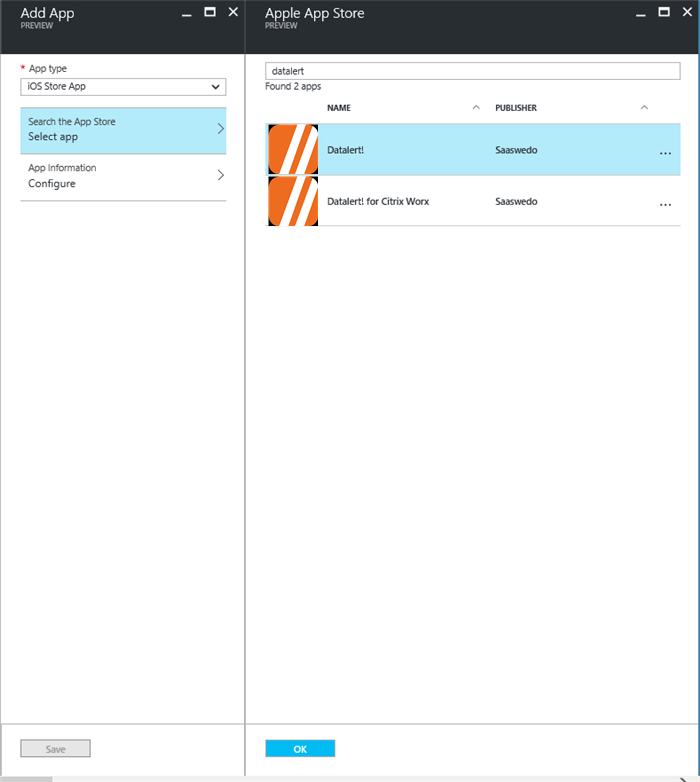 Add App
PREVIEW
* App type
iOS Store App
Search the App Store
Select app
App Information
Configure
Save
Apple App Store
PREVIEW
datalert
Found 2 apps
NAME PUBLISHER
Datalert! Saaswedo ...
Datalert! for Citrix Worx Saaswedo ...
OK